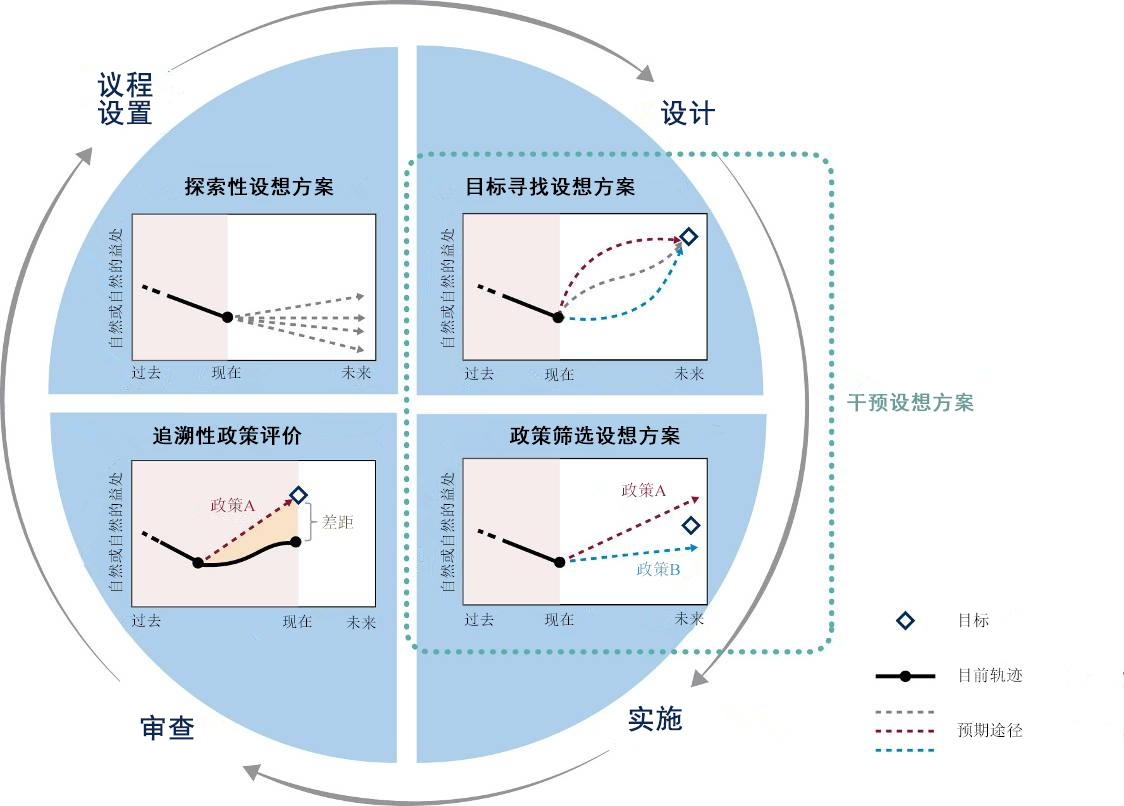 议程
设置
设计
探索性设想方案
自然或自然的益处
过去
现在
未来
目标寻找设想方案
自然或自然的益处
过去
现在
未来
干预设想方案
追溯性政策评价
自然或自然的益处
政策A
差距
过去
现在
未来
政策筛选设想方案
自然或自然的益处
政策A
政策B
过去
现在
未来
审查
实施
目标
目前轨迹
预期途径